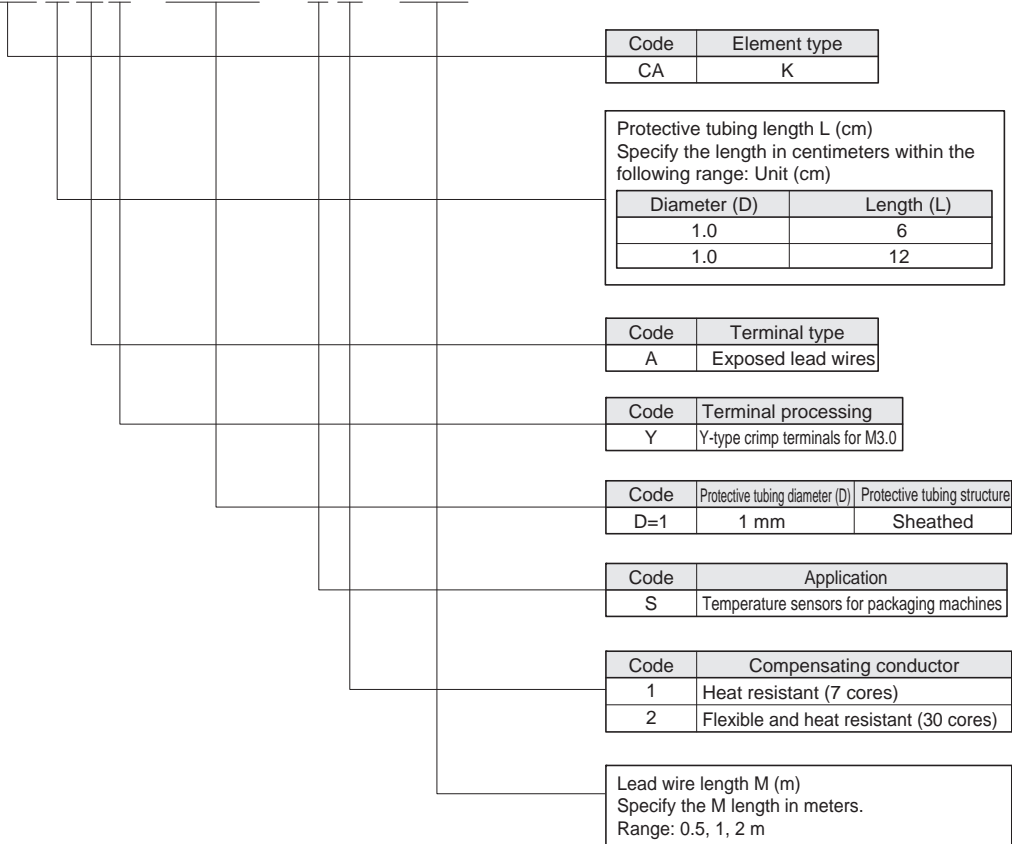 Code Element type
CA K
Protective tubing length L (cm)
Specify the length in centimeters within the
following range: Unit (cm)
Diameter (D) Length (L)
1.0 6
1.0 12
Code Terminal type
A Exposed lead wires
Code Terminal processing
Y Y-type crimp terminals for M3.0
Code Protective tubing diameter (D) Protective tubing structure
D=1 1 mm Sheathed
Code Application
S Temperature sensors for packaging machines
Code Compensating conductor
1 Heat resistant (7 cores)
2 Flexible and heat resistant (30 cores)
Lead wire length M (m)
Specify the M length in meters.
Range: 0.5, 1, 2 m